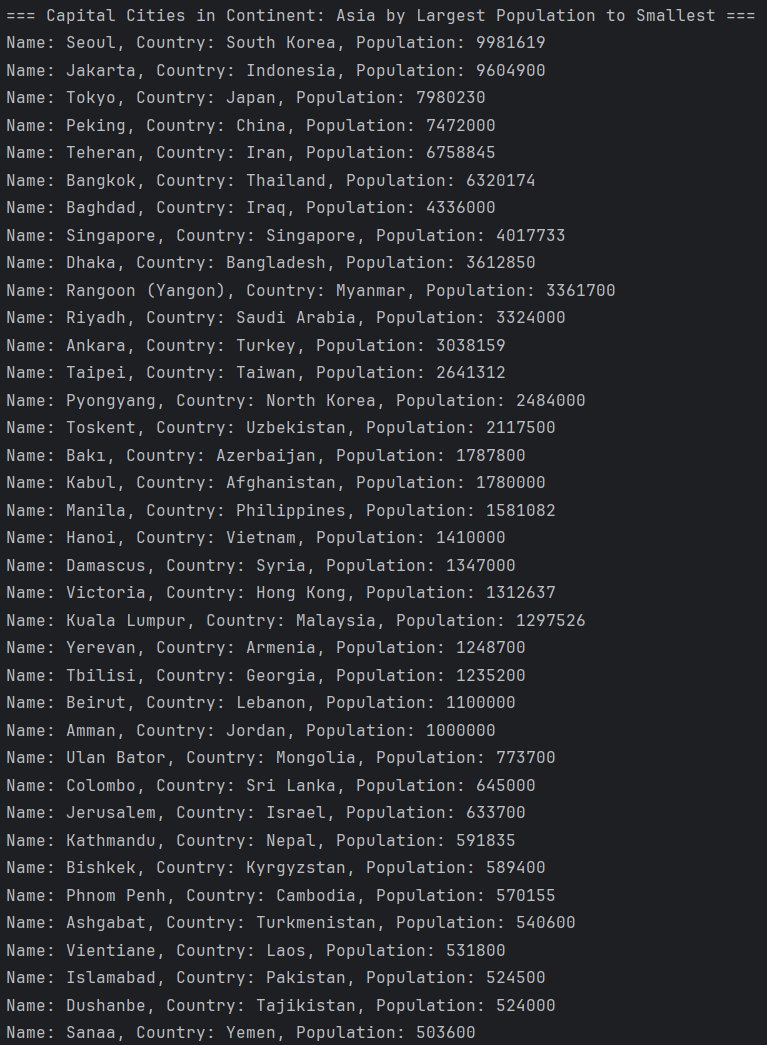 === Capital Cities in Continent: Asia by Largest Population to Smallest ===
Name: Seoul, Country: South Korea, Population: 9981619
Name: Jakarta, Country: Indonesia, Population: 9604900
Name: Tokyo, Country: Japan, Population: 7980230
Name: Peking, Country: China, Population: 7472000
Name: Teheran, Country: Iran, Population: 6758845
Name: Bangkok, Country: Thailand, Population: 6320174
Name: Baghdad, Country: Iraq, Population: 4336000
Name: Singapore, Country: Singapore, Population: 4017733
Name: Dhaka, Country: Bangladesh, Population: 3612850
Name: Rangoon (Yangon), Country: Myanmar, Population: 3361700
Name: Riyadh, Country: Saudi Arabia, Population: 3324000
Name: Ankara, Country: Turkey, Population: 3038159
Name: Taipei, Country: Taiwan, Population: 2641312
Name: Pyongyang, Country: North Korea, Population: 2484000
Name: Toskent, Country: Uzbekistan, Population: 2117500
Name: Bakı, Country: Azerbaijan, Population: 1787800
Name: Kabul, Country: Afghanistan, Population: 1780000
Name: Manila, Country: Philippines, Population: 1581082
Name: Hanoi, Country: Vietnam, Population: 1410000
Name: Damascus, Country: Syria, Population: 1347000
Name: Victoria, Country: Hong Kong, Population: 1312637
Name: Kuala Lumpur, Country: Malaysia, Population: 1297526
Name: Yerevan, Country: Armenia, Population: 1248700
Name: Tbilisi, Country: Georgia, Population: 1235200
Name: Beirut, Country: Lebanon, Population: 1100000
Name: Amman, Country: Jordan, Population: 1000000
Name: Ulan Bator, Country: Mongolia, Population: 773700
Name: Colombo, Country: Sri Lanka, Population: 645000
Name: Jerusalem, Country: Israel, Population: 633700
Name: Kathmandu, Country: Nepal, Population: 591835
Name: Bishkek, Country: Kyrgyzstan, Population: 589400
Name: Phnom Penh, Country: Cambodia, Population: 570155
Name: Ashgabat, Country: Turkmenistan, Population: 540600
Name: Vientiane, Country: Laos, Population: 531800
Name: Islamabad, Country: Pakistan, Population: 524500
Name: Dushanbe, Country: Tajikistan, Population: 524000
Name: Sanaa, Country: Yemen, Population: 503600